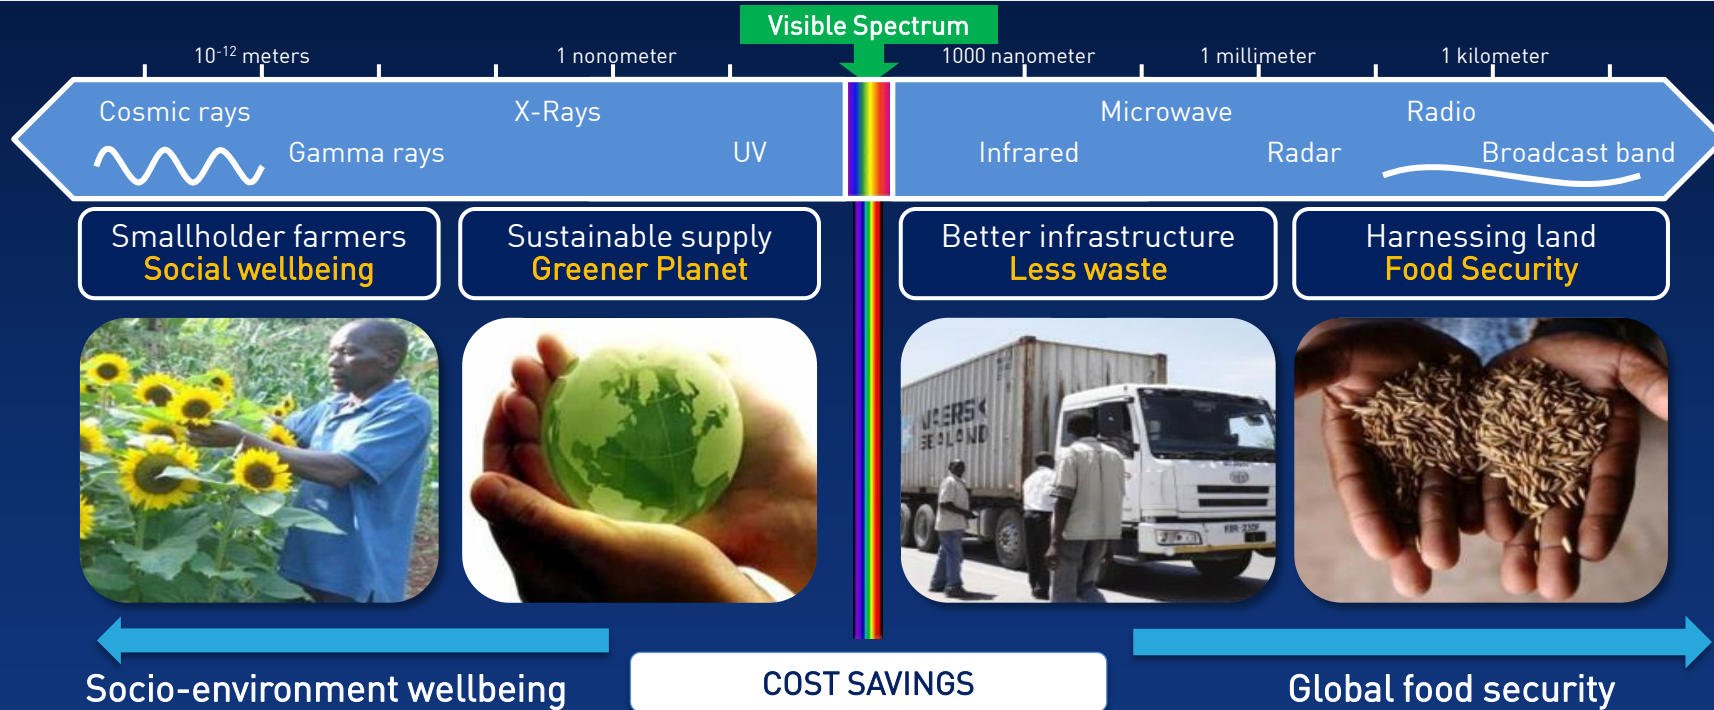 Visible Spectrum
10-12 meters
1 nonometer
1000 nanometer
1 millimeter
1 kilometer
Cosmic rays
X-Rays
Microwave
Radio
Gamma rays
UV
Infrared
Radar
Broadcast band
Smallholder farmers
Social wellbeing
Sustainable supply
Greener Planet
Better infrastructure
Less waste
Harnessing land
Food Security
MAERSK
SEALAND
Socio-environment wellbeing
COST SAVINGS
Global food security